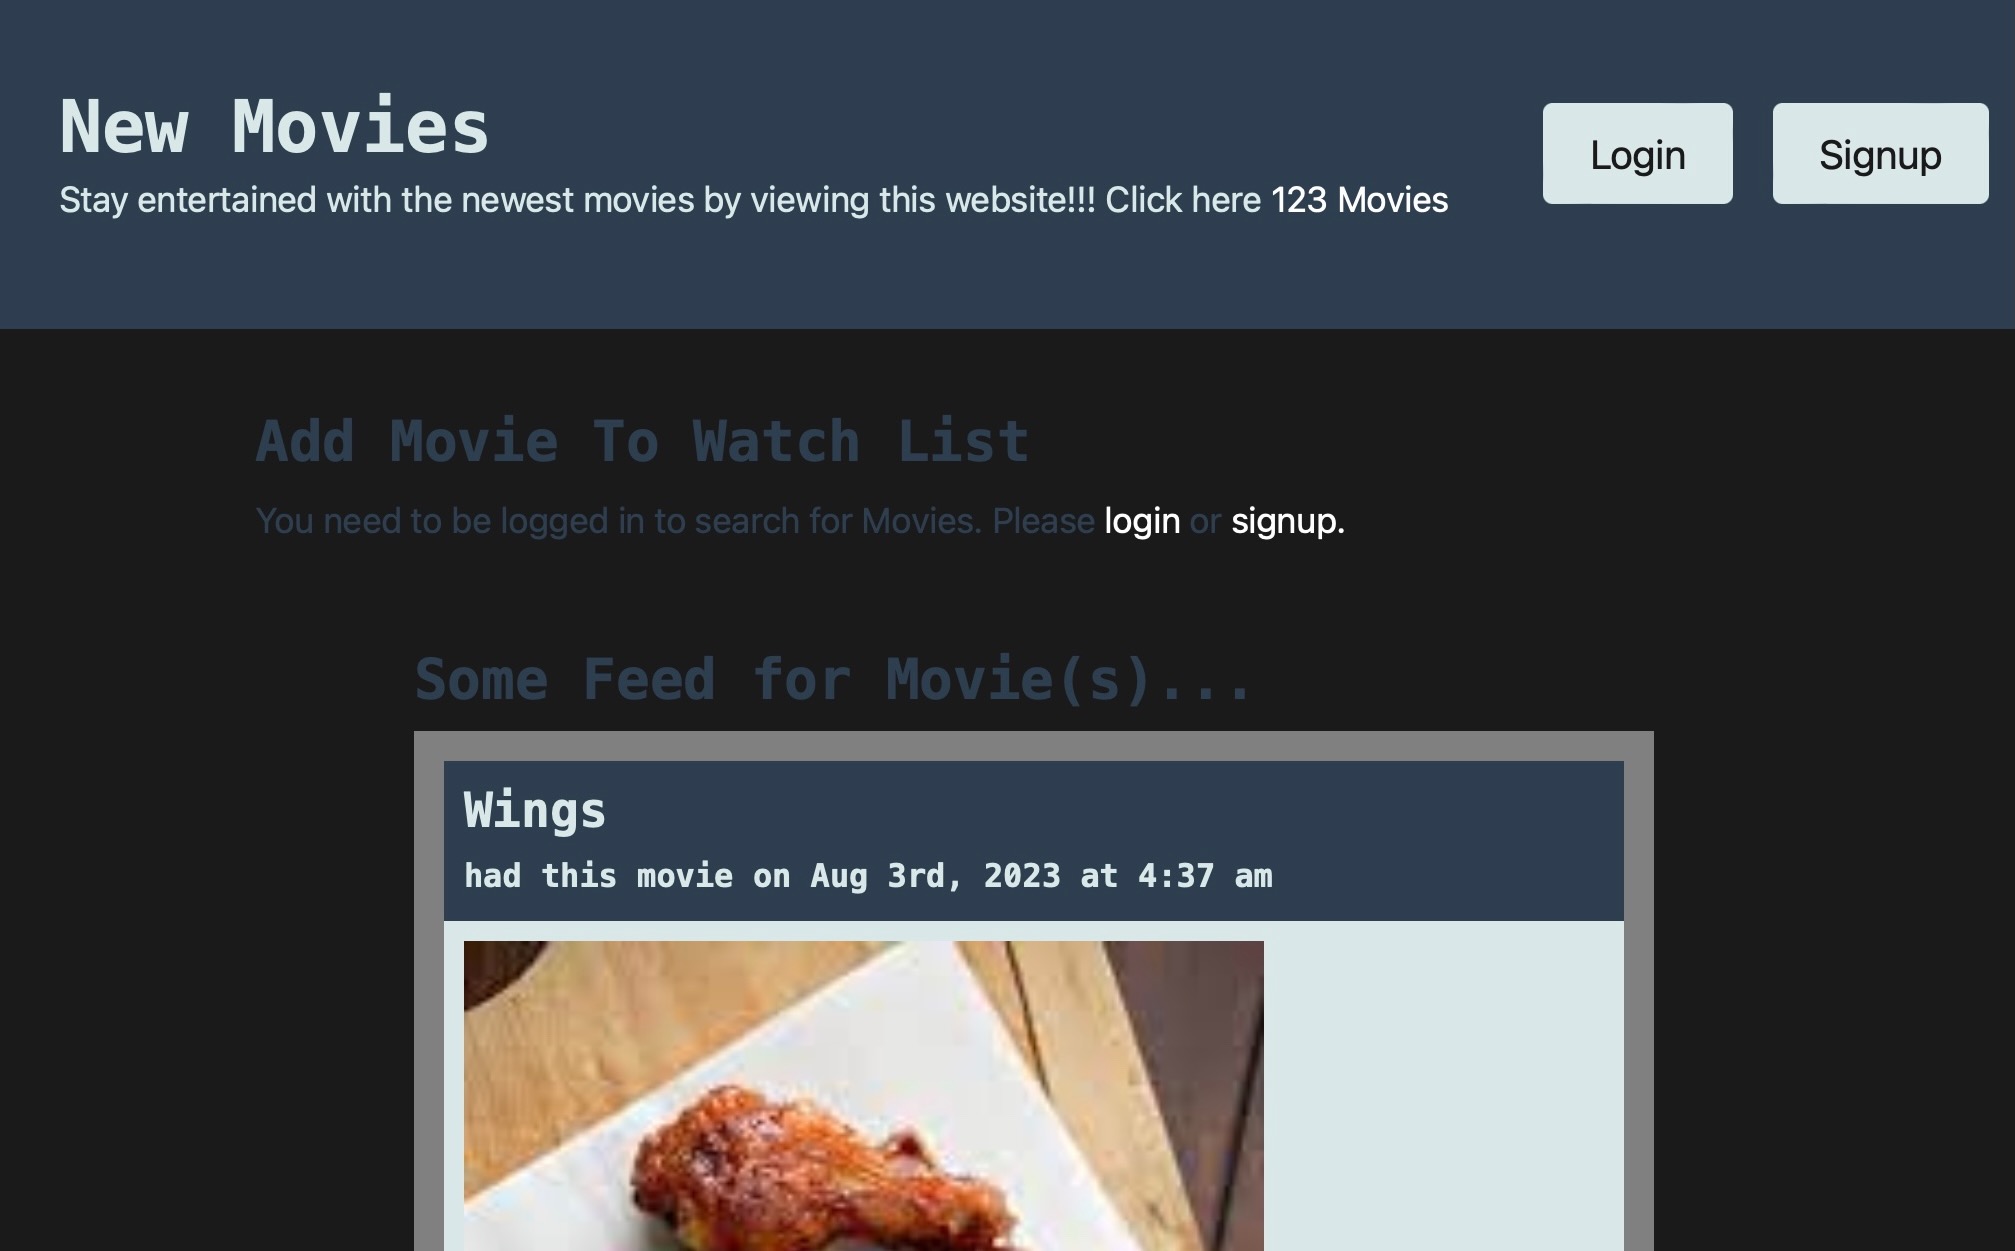 New Movies
Stay entertained with the newest movies by viewing this website!!! Click here 123 Movies
Login
Signup
Add Movie To Watch List
You need to be logged in to search for Movies. Please login or signup.
Some Feed for Movie(s)...
Wings
had this movie on Aug 3rd, 2023 at 4:37 am